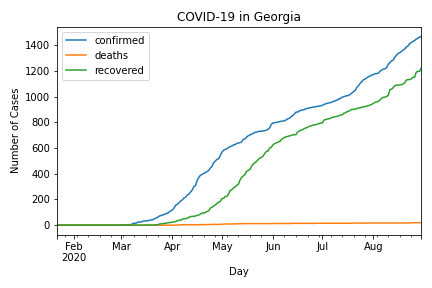 COVID-19 in Georgia
confirmed
deaths
recovered
Number of Cases
1400
1200
1000
800
600
400
200
0
Feb Mar Apr May Jun Jul Aug
2020
Day